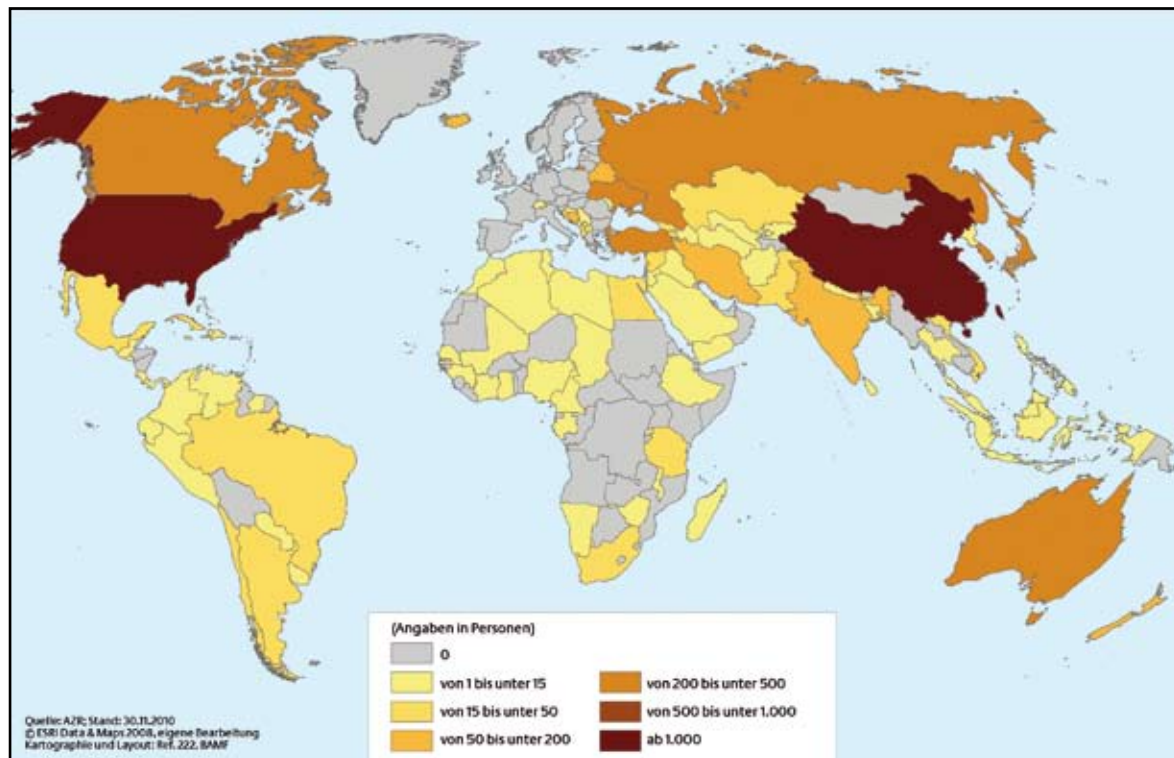 (Angaben in Personen)
0
von 1 bis unter 15
von 15 bis unter 50
von 50 bis unter 200
von 200 bis unter 500
von 500 bis unter 1.000
ab 1.000
Quelle: AZR; Stand: 30.11.2010
© ESRI Data & Maps 2008, eigene Bearbeitung
Kartographie und Layout: Ref. 222, BAMF